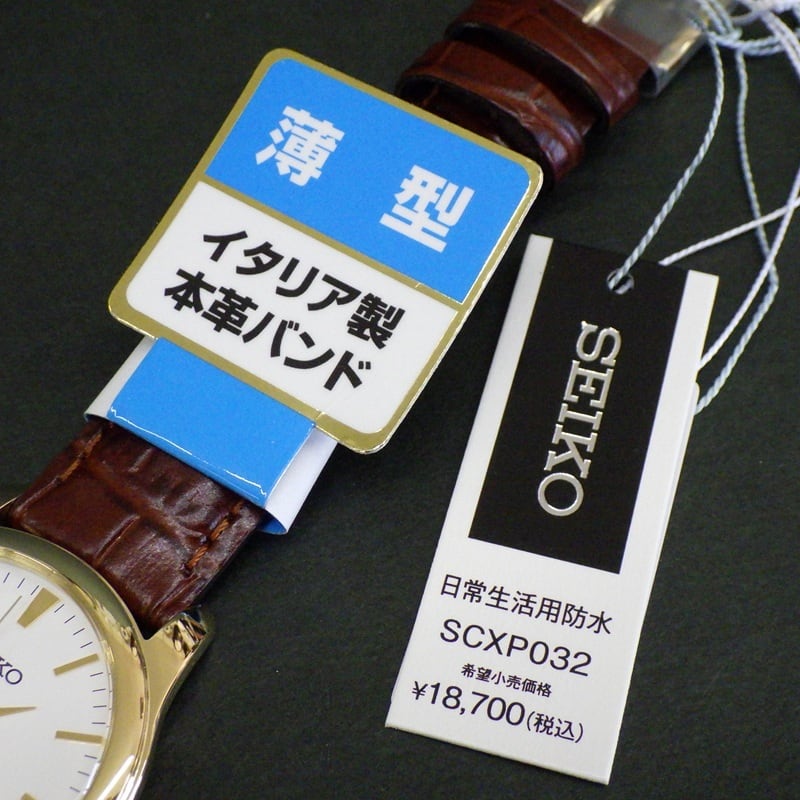 薄型
イタリア製
本革バンド
SEIKO
日常生活用防水
SCXP032
希望小売価格
¥18,700(税込)
KO